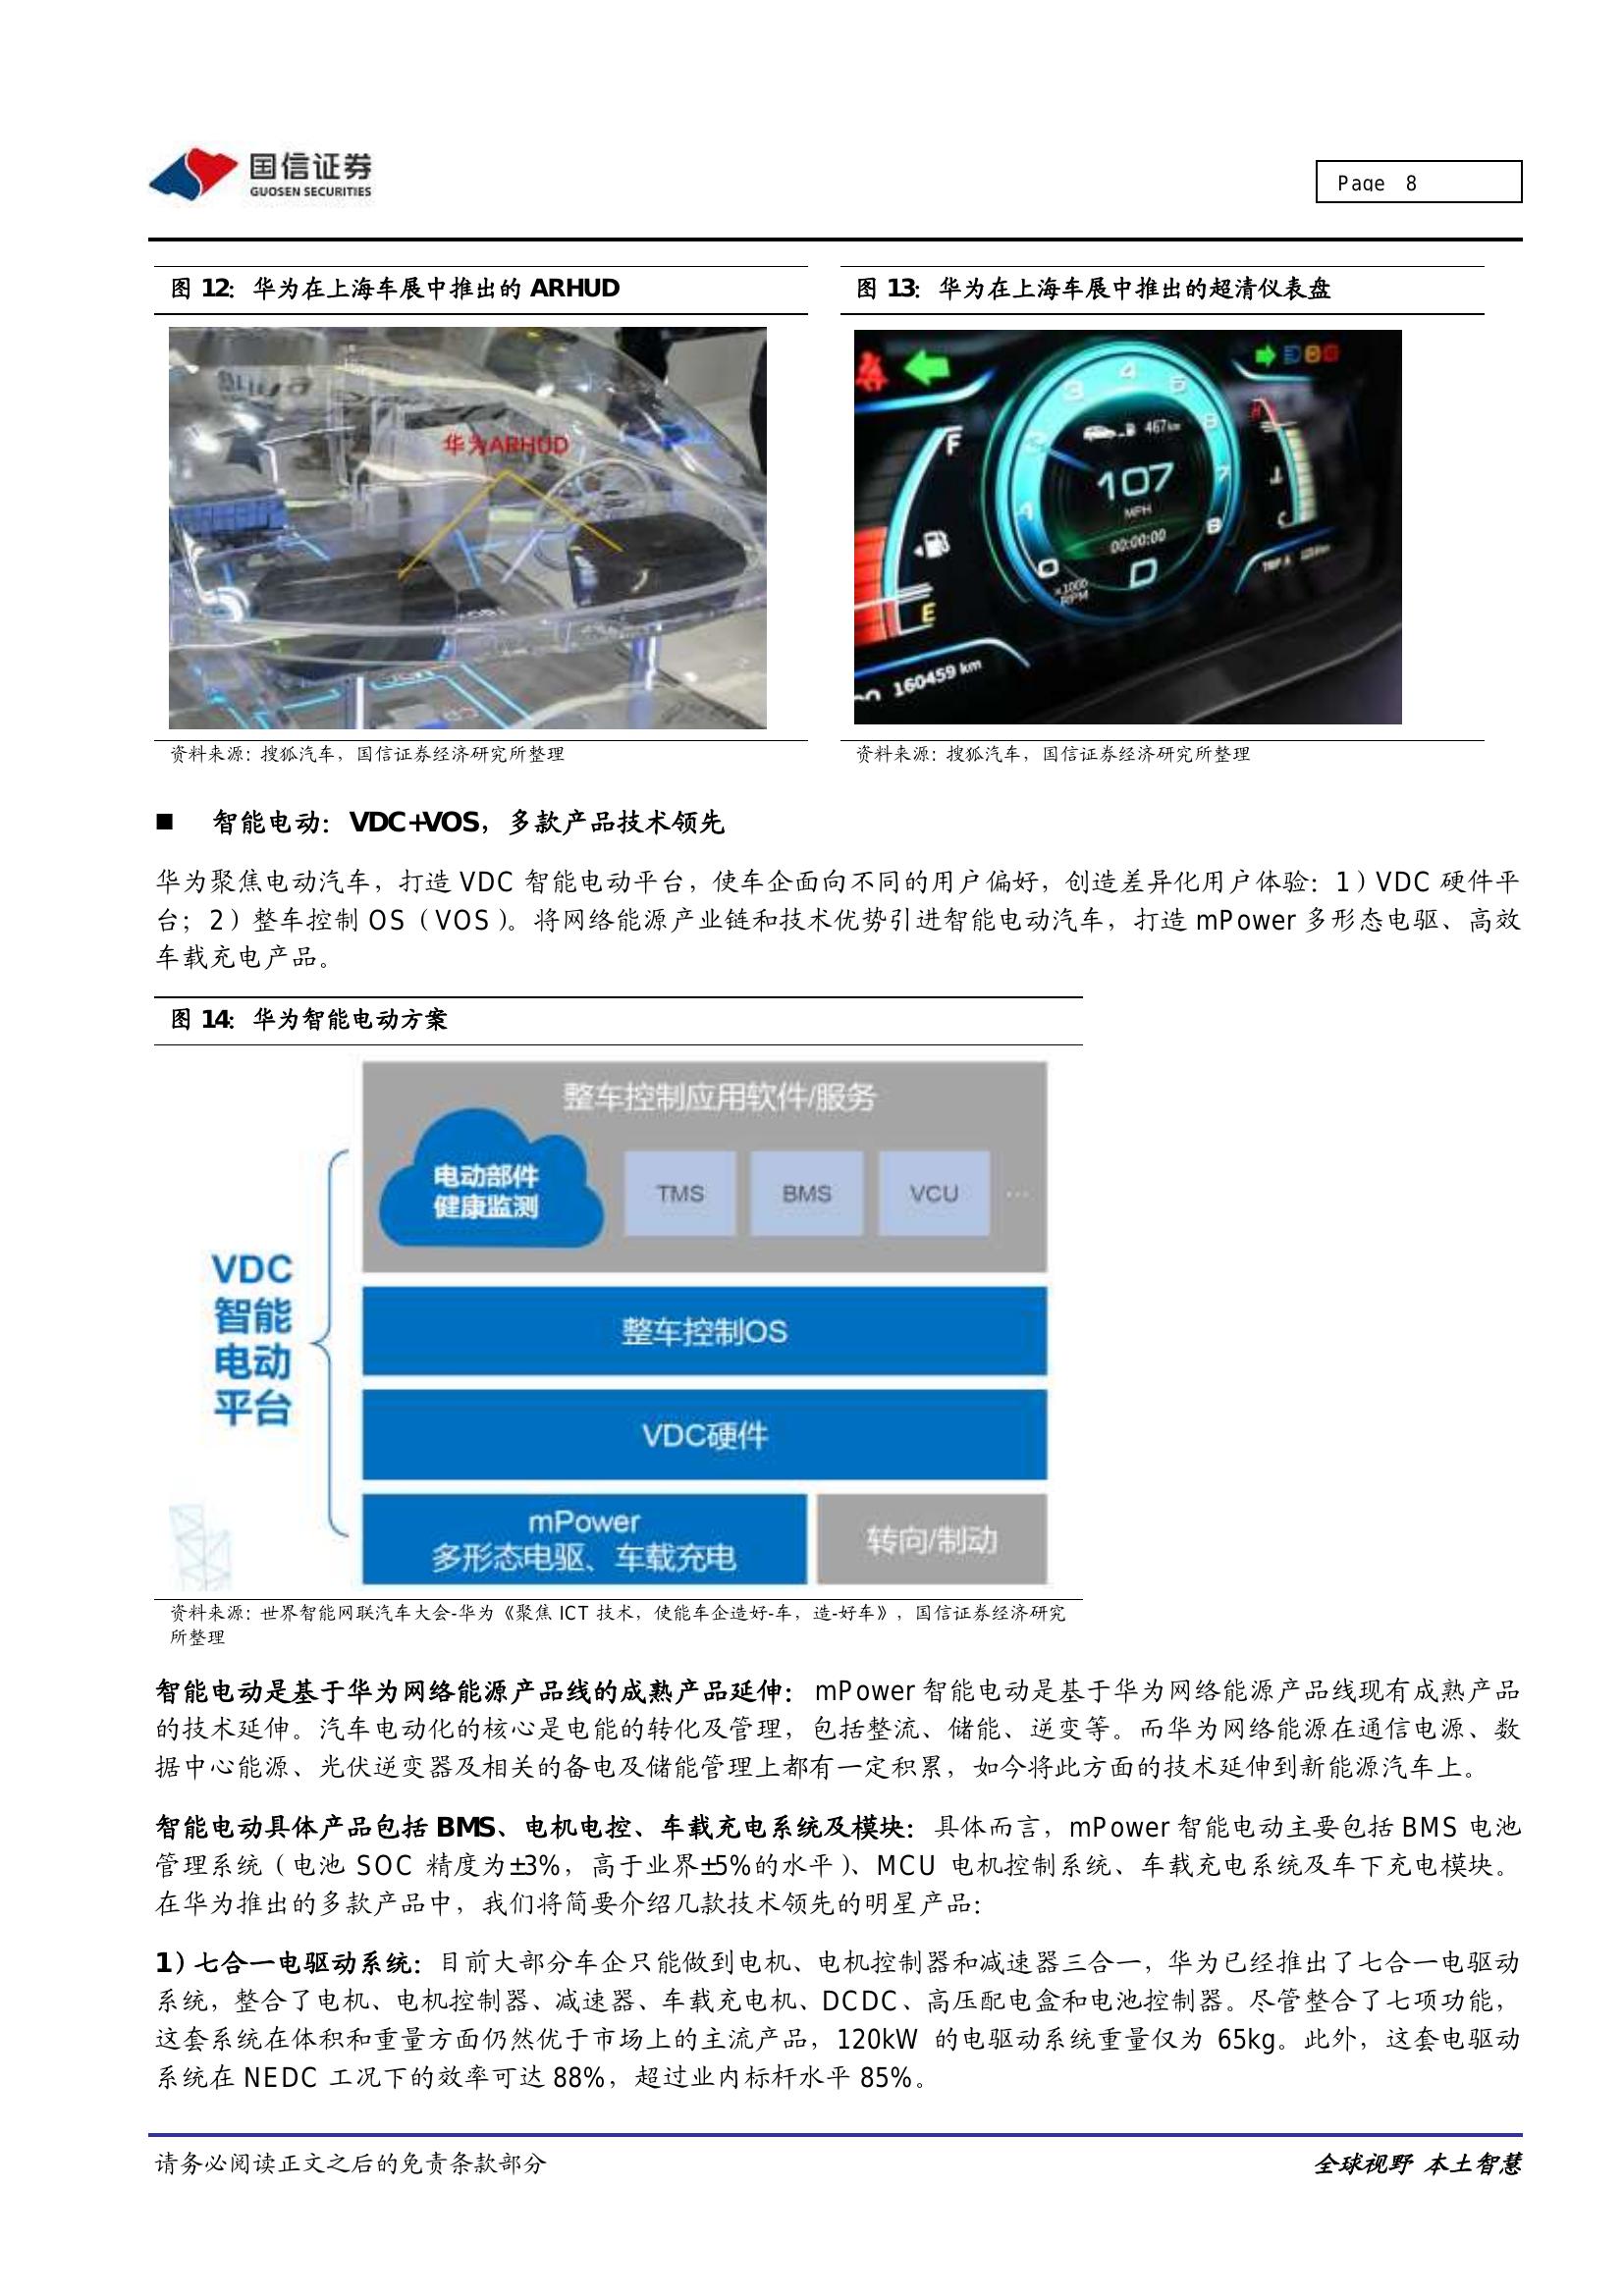 国信证券
GUOSEN SECURITIES
Page 8
图 12：华为在上海车展中推出的 ARHUD
图 13：华为在上海车展中推出的超清仪表盘
华为ARHUD
F
E
160459 km
0
1
3
4
5
6
7
8
x1000
RPM
467km
107
MPH
00:00:00
D
H
C
TRIP A
资料来源：搜狐汽车，国信证券经济研究所整理
资料来源：搜狐汽车，国信证券经济研究所整理
■ 智能电动：VDC+VOS，多款产品技术领先
华为聚焦电动汽车，打造 VDC 智能电动平台，使车企面向不同的用户偏好，创造差异化用户体验：1）VDC 硬件平
台；2）整车控制 OS（VOS）。将网络能源产业链和技术优势引进智能电动汽车，打造 mPower 多形态电驱、高效
车载充电产品。
图 14：华为智能电动方案
整车控制应用软件/服务
电动部件
健康监测
TMS
BMS
VCU
...
VDC
智能
电动
平台
整车控制OS
VDC硬件
mPower
多形态电驱、车载充电
转向/制动
资料来源：世界智能网联汽车大会-华为《聚焦 ICT 技术，使能车企造好-车，造-好车》，国信证券经济研究
所整理
智能电动是基于华为网络能源产品线的成熟产品延伸：mPower 智能电动是基于华为网络能源产品线现有成熟产品
的技术延伸。汽车电动化的核心是电能的转化及管理，包括整流、储能、逆变等。而华为网络能源在通信电源、数
据中心能源、光伏逆变器及相关的备电及储能管理上都有一定积累，如今将此方面的技术延伸到新能源汽车上。
智能电动具体产品包括 BMS、电机电控、车载充电系统及模块：具体而言，mPower 智能电动主要包括 BMS 电池
管理系统（电池 SOC 精度为±3%，高于业界±5%的水平）、MCU 电机控制系统、车载充电系统及车下充电模块。
在华为推出的多款产品中，我们将简要介绍几款技术领先的明星产品：
1）七合一电驱动系统：目前大部分车企只能做到电机、电机控制器和减速器三合一，华为已经推出了七合一电驱动
系统，整合了电机、电机控制器、减速器、车载充电机、DCDC、高压配电盒和电池控制器。尽管整合了七项功能，
这套系统在体积和重量方面仍然优于市场上的主流产品，120kW 的电驱动系统重量仅为 65kg。此外，这套电驱动
系统在 NEDC 工况下的效率可达 88%，超过业内标杆水平 85%。
请务必阅读正文之后的免责条款部分
全球视野 本土智慧